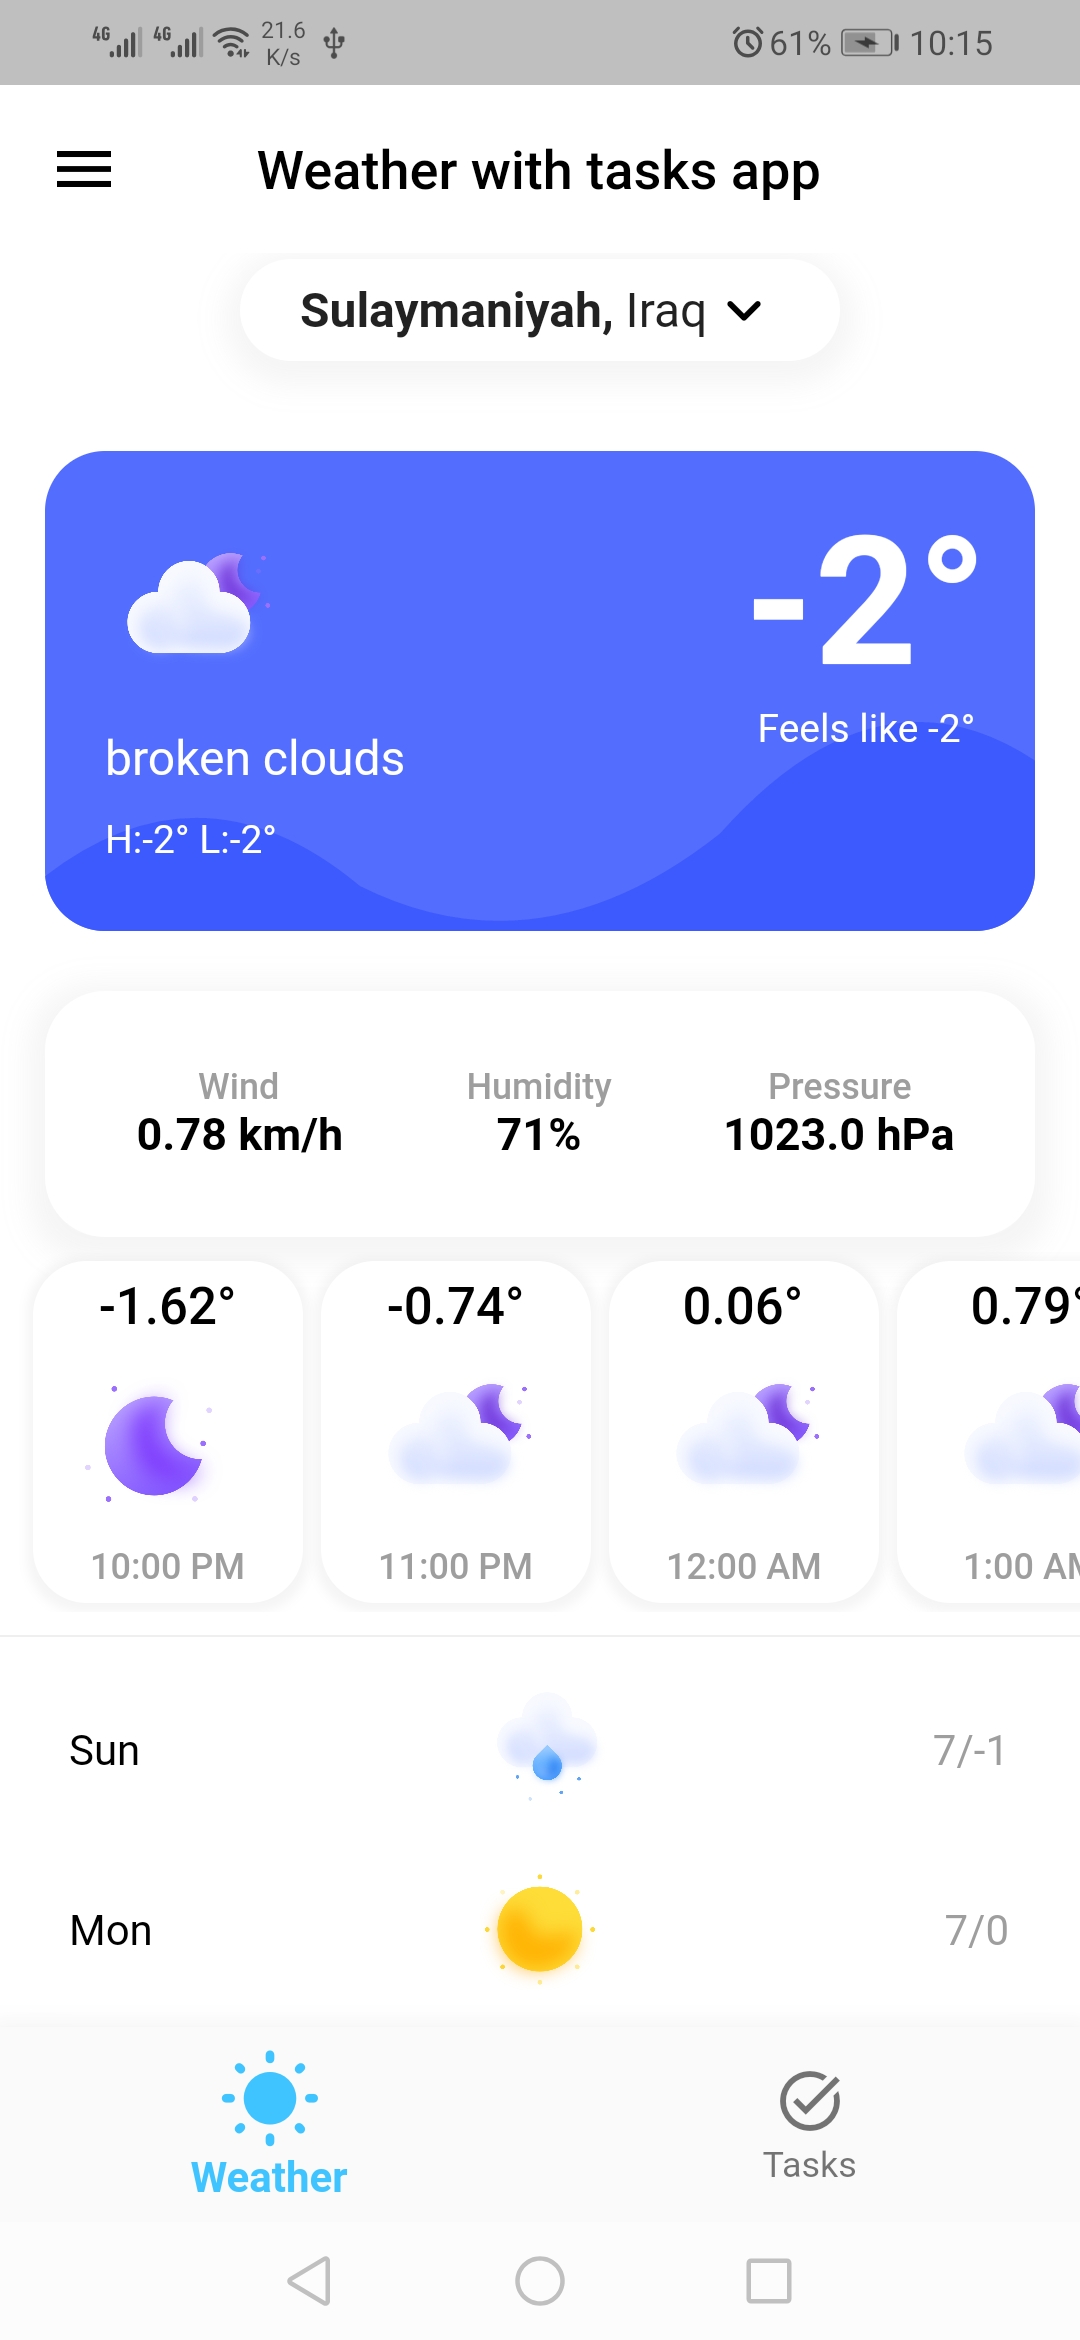 4G 4G 21.6 K/s 61% 10:15
Weather with tasks app
Sulaymaniyah, Iraq
-2°
Feels like -2°
broken clouds
H:-2° L:-2°
Wind Humidity Pressure
0.78 km/h 71% 1023.0 hPa
-1.62° -0.74° 0.06° 0.79°
10:00 PM 11:00 PM 12:00 AM 1:00 AM
Sun 7/-1
Mon 7/0
Weather Tasks